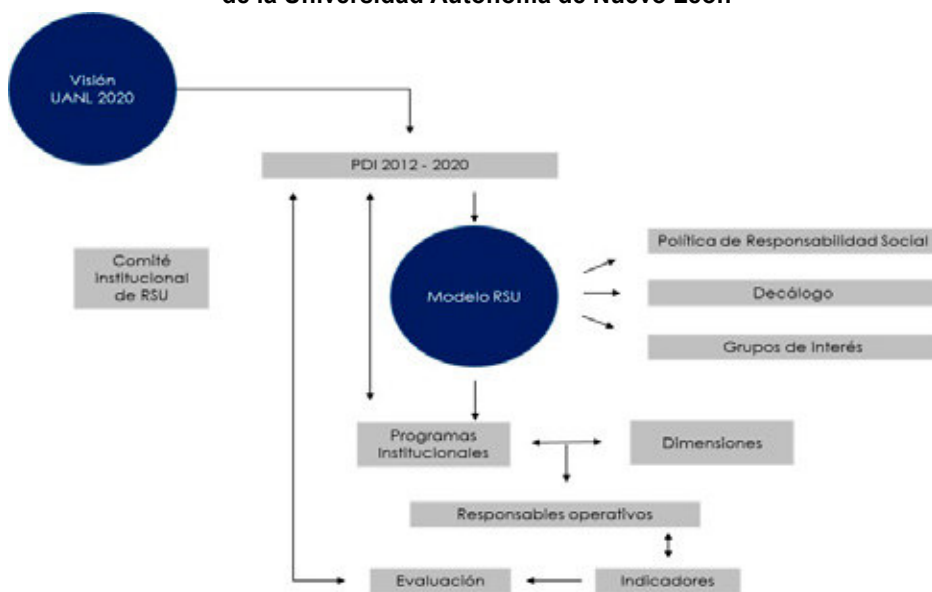 de la Universidad Autónoma de Nuevo León
Visión
UANL 2020
PDI 2012 - 2020
Política de Responsabilidad Social
Comité
Institucional
de RSU
Modelo RSU
Decálogo
Grupos de Interés
Programas
Institucionales
Dimensiones
Responsables operativos
Evaluación
Indicadores